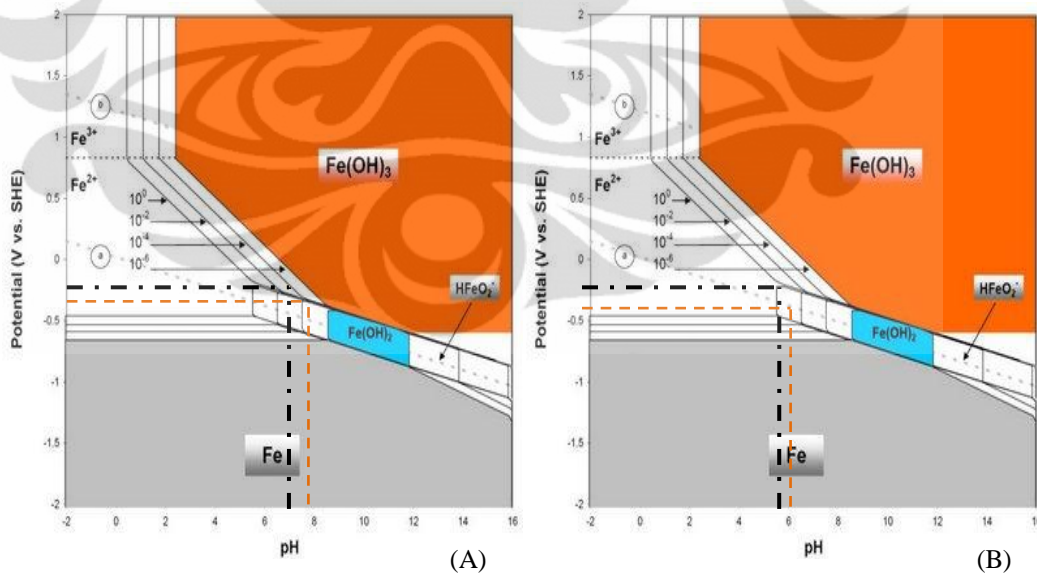 2
1.5
1
0.5
0
-0.5
-1
-1.5
-2
Potential (V vs. SHE)
b
Fe3+
Fe2+
a
10⁰
10⁻²
10⁻⁴
10⁻⁶
Fe(OH)₃
HFeO₂⁻
Fe(OH)₂
Fe
-2 0 2 4 6 8 10 12 14 16
pH
(A)
2
1.5
1
0.5
0
-0.5
-1
-1.5
-2
Potential (V vs. SHE)
b
Fe3+
Fe2+
a
10⁰
10⁻²
10⁻⁴
10⁻⁶
Fe(OH)₃
HFeO₂⁻
Fe(OH)₂
Fe
-2 0 2 4 6 8 10 12 14 16
pH
(B)